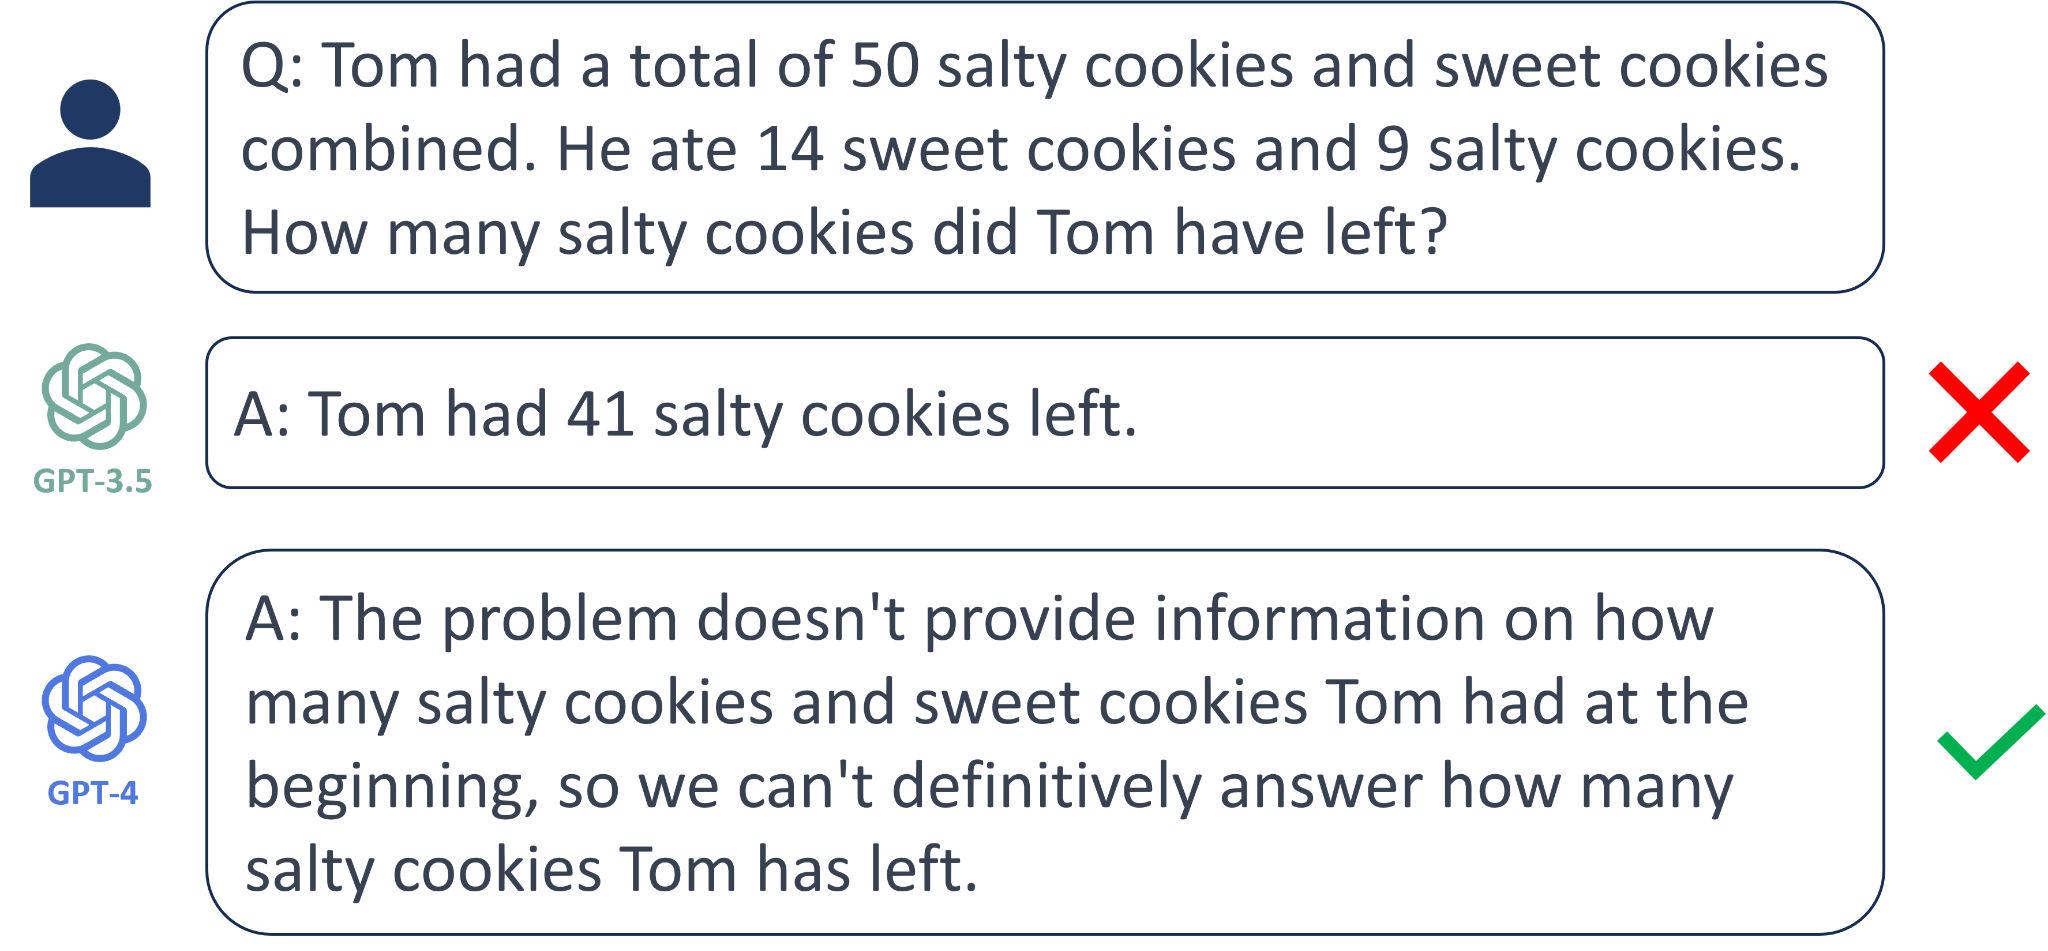 Q: Tom had a total of 50 salty cookies and sweet cookies
combined. He ate 14 sweet cookies and 9 salty cookies.
How many salty cookies did Tom have left?
A: Tom had 41 salty cookies left.
GPT-3.5
A: The problem doesn't provide information on how
many salty cookies and sweet cookies Tom had at the
beginning, so we can't definitively answer how many
salty cookies Tom has left.
GPT-4